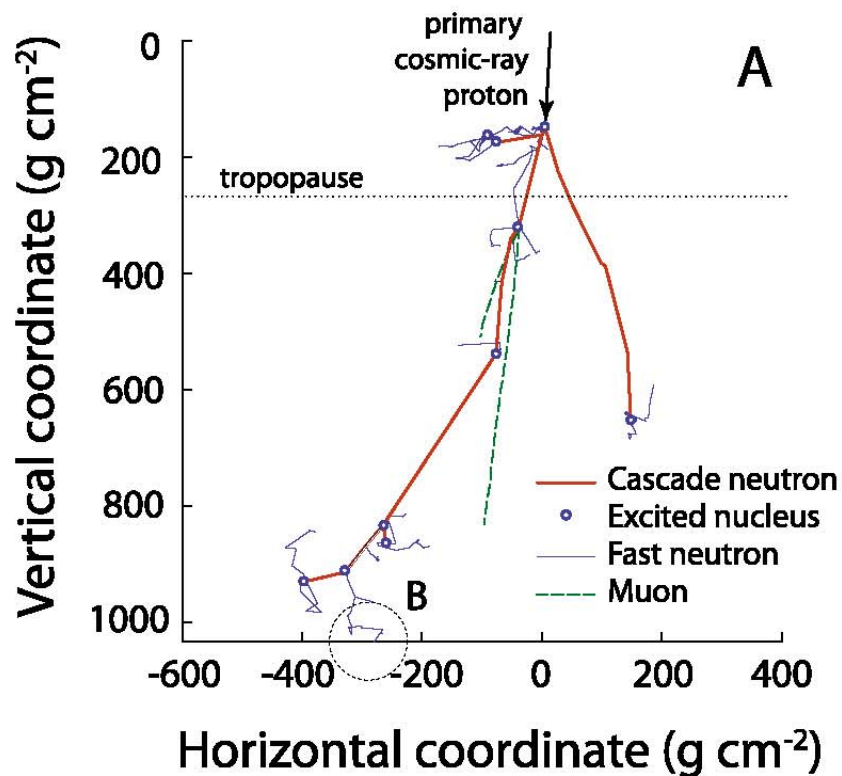 primary
cosmic-ray
proton
A
tropopause
Vertical coordinate (g cm⁻²)
0
200
400
600
800
1000
Cascade neutron
Excited nucleus
Fast neutron
Muon
B
-600
-400
-200
0
200
400
Horizontal coordinate (g cm⁻²)